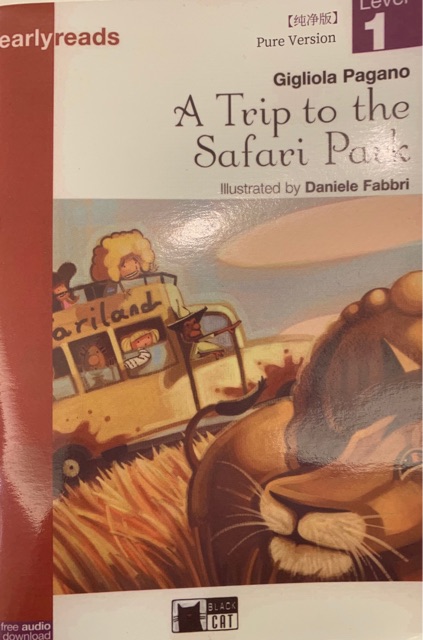 earlyreads
Level
1
【纯净版】
Pure Version
Gigliola Pagano
A Trip to the
Safari Park
Illustrated by Daniele Fabbri
ariland
BLACK
CAT
free audio
download